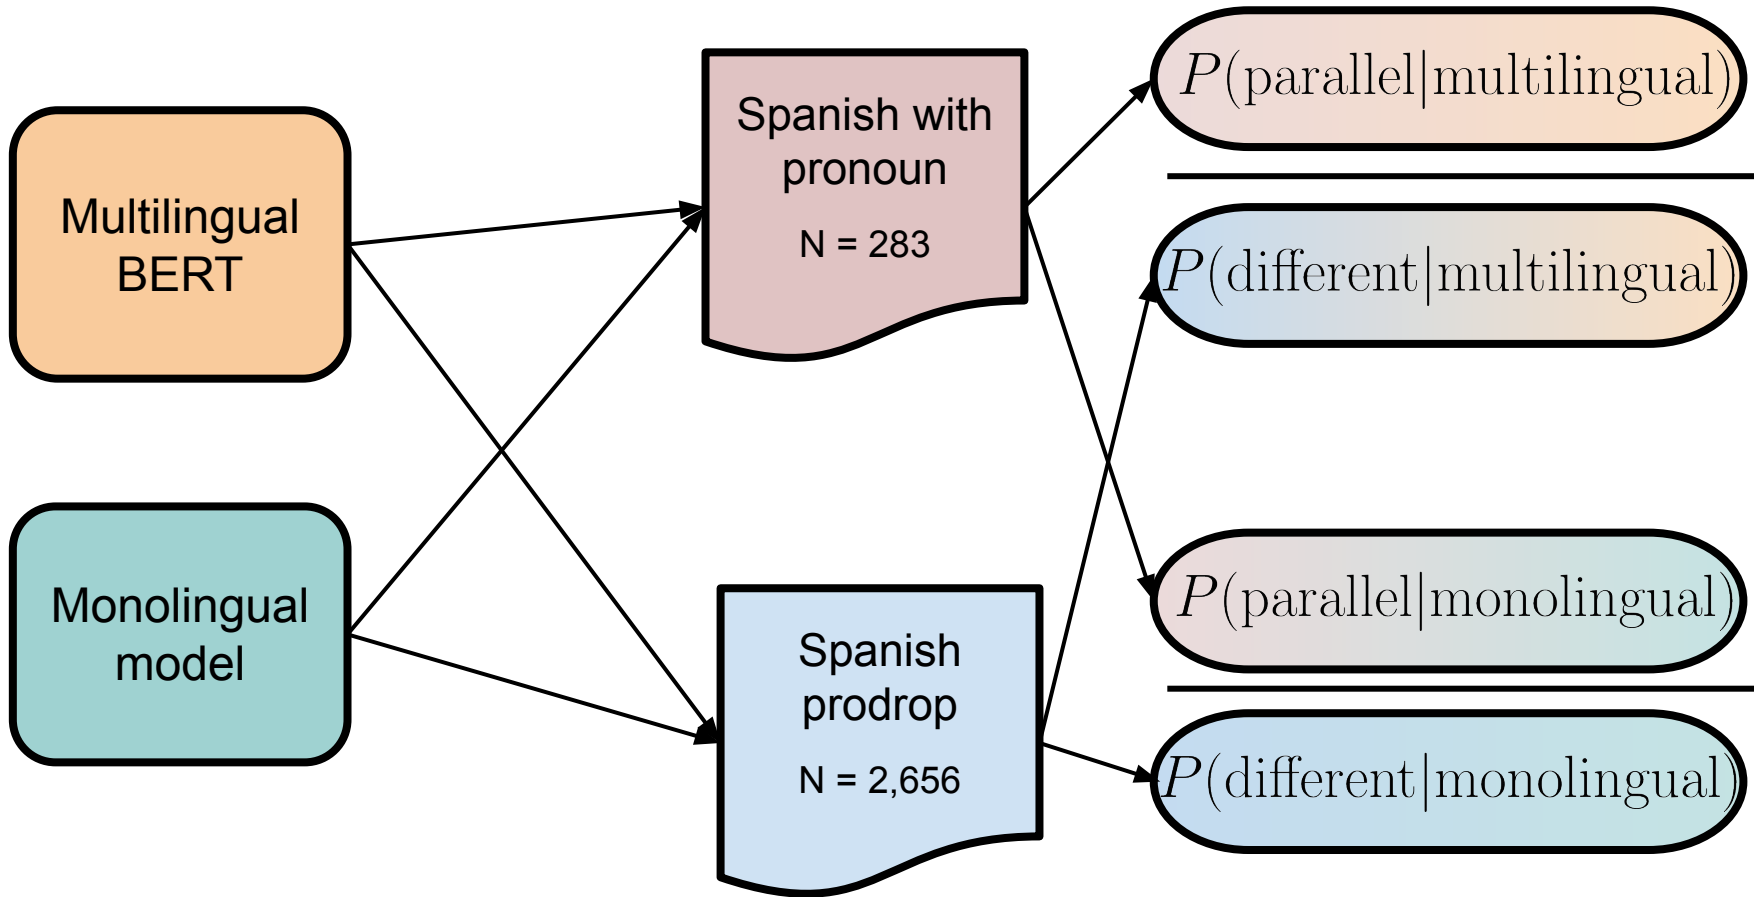 Multilingual
BERT
Monolingual
model
Spanish with
pronoun
N = 283
Spanish
prodrop
N = 2,656
P(parallel|multilingual)
P(different|multilingual)
P(parallel|monolingual)
P(different|monolingual)